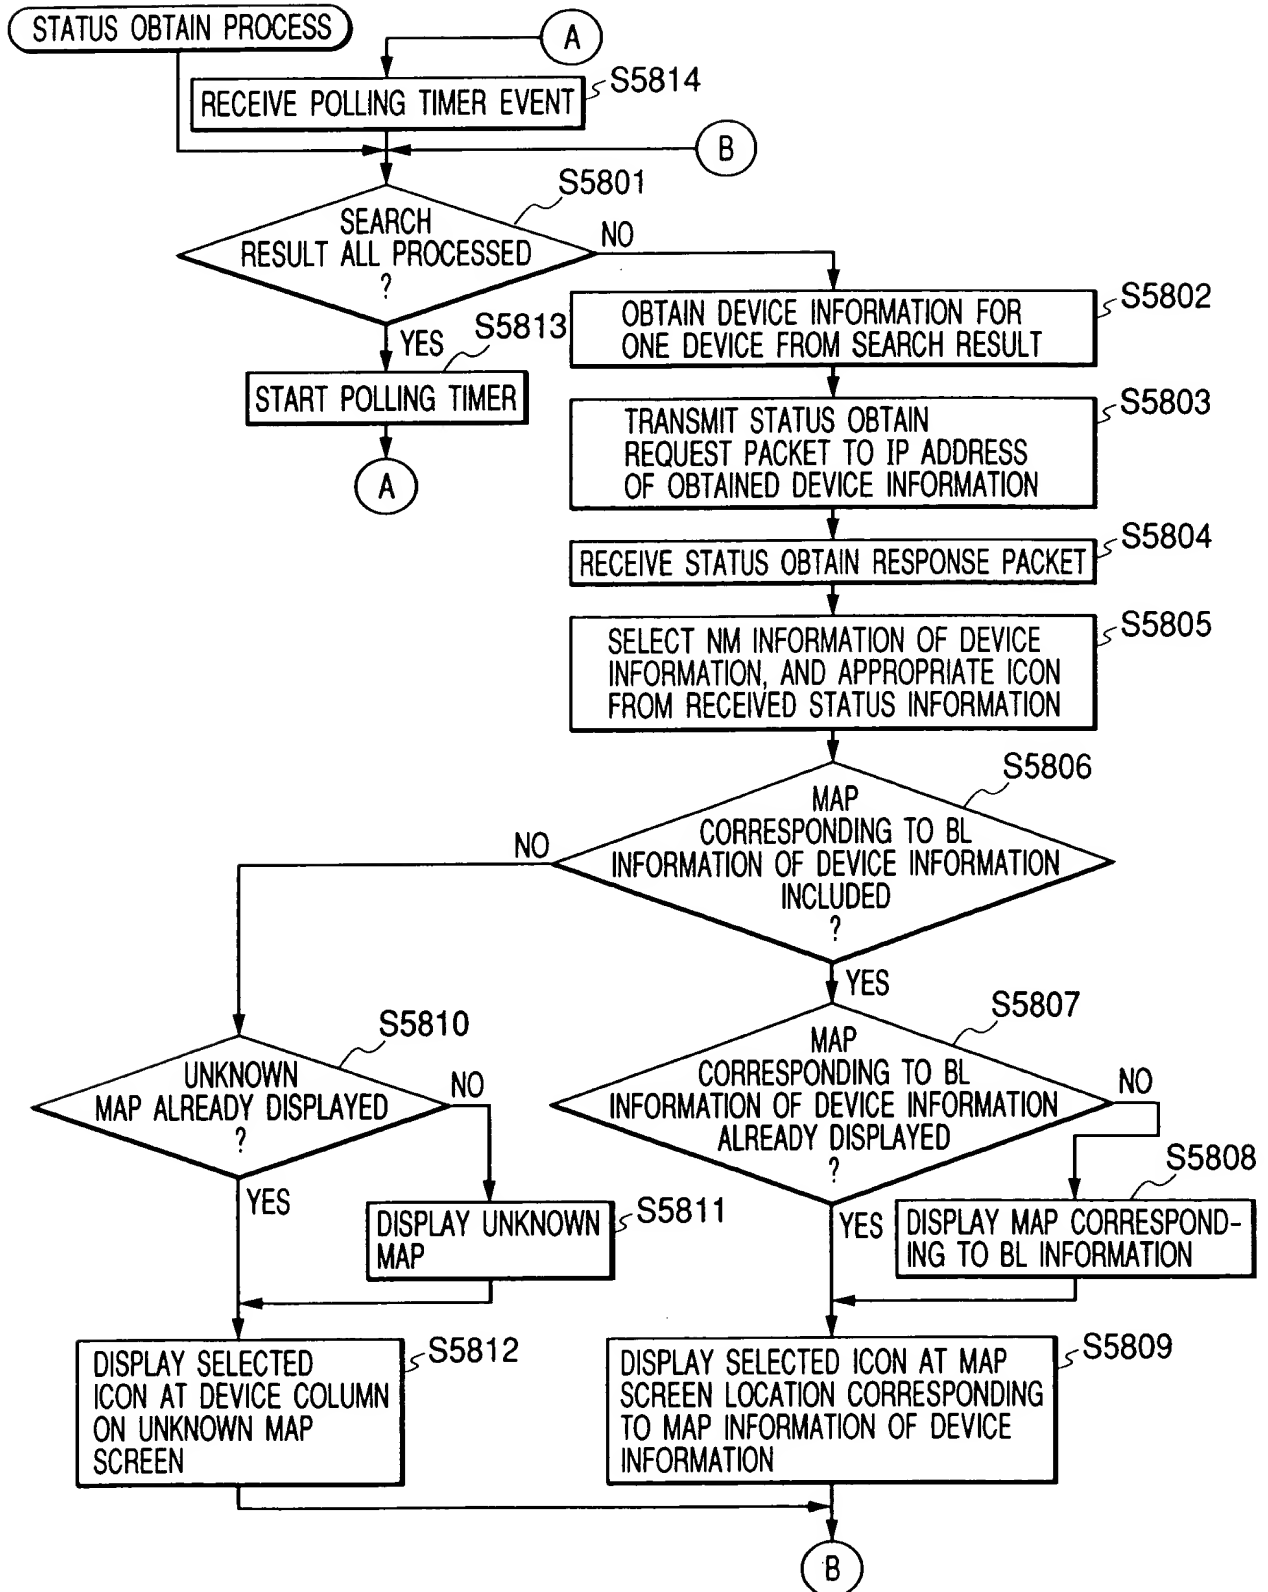 STATUS OBTAIN PROCESS
A
RECEIVE POLLING TIMER EVENT
S5814
B
S5801
SEARCH
RESULT ALL PROCESSED
?
NO
YES
S5813
START POLLING TIMER
A
S5802
OBTAIN DEVICE INFORMATION FOR
ONE DEVICE FROM SEARCH RESULT
S5803
TRANSMIT STATUS OBTAIN
REQUEST PACKET TO IP ADDRESS
OF OBTAINED DEVICE INFORMATION
S5804
RECEIVE STATUS OBTAIN RESPONSE PACKET
S5805
SELECT NM INFORMATION OF DEVICE
INFORMATION, AND APPROPRIATE ICON
FROM RECEIVED STATUS INFORMATION
S5806
MAP
CORRESPONDING TO BL
INFORMATION OF DEVICE INFORMATION
INCLUDED
?
NO
YES
S5807
MAP
CORRESPONDING TO BL
INFORMATION OF DEVICE INFORMATION
ALREADY DISPLAYED
?
NO
YES
S5808
DISPLAY MAP CORRESPOND-
ING TO BL INFORMATION
S5810
UNKNOWN
MAP ALREADY DISPLAYED
?
NO
YES
S5811
DISPLAY UNKNOWN
MAP
S5812
DISPLAY SELECTED
ICON AT DEVICE COLUMN
ON UNKNOWN MAP
SCREEN
S5809
DISPLAY SELECTED ICON AT MAP
SCREEN LOCATION CORRESPONDING
TO MAP INFORMATION OF DEVICE
INFORMATION
B